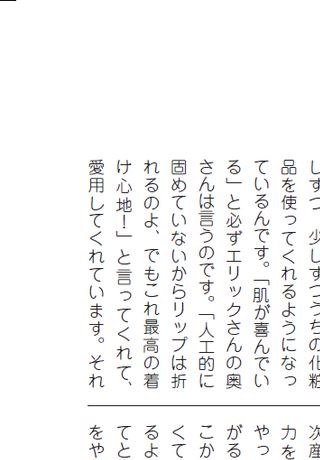 しずつ、少しずつうちの化粧
品を使ってくれるようになっ
ているんです。「肌が喜んでい
る」と必ずエリックさんの奥
さんは言うのです。「人工的に
固めていないからリップは折
れるのよ、でもこれ最高の着
け心地！」と言ってくれて、
愛用してくれています。それ
次産
力を
やっ
がる
こか
くて
るよ
てと
をや